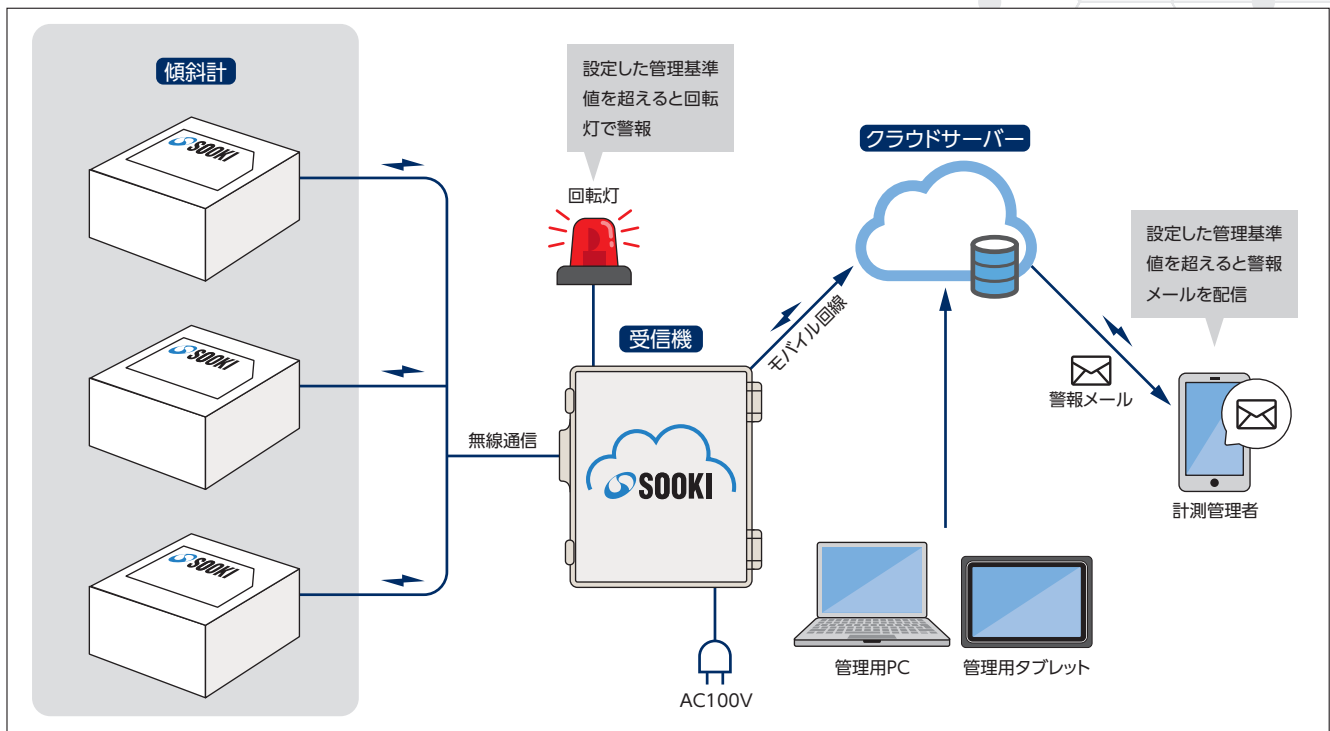 傾斜計
SOOKI
SOOKI
SOOKI
無線通信
設定した管理基準
値を超えると回転
灯で警報
回転灯
受信機
SOOKI
AC100V
モバイル回線
クラウドサーバー
管理用PC
管理用タブレット
警報メール
設定した管理基準
値を超えると警報
メールを配信
計測管理者